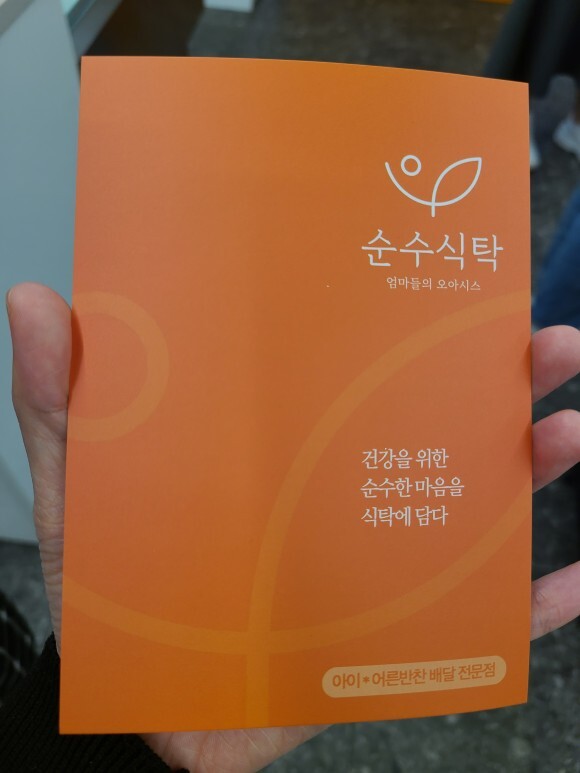 순수식탁
엄마들의 오아시스
건강을 위한
순수한 마음을
식탁에 담다
아이*어른반찬 배달 전문점